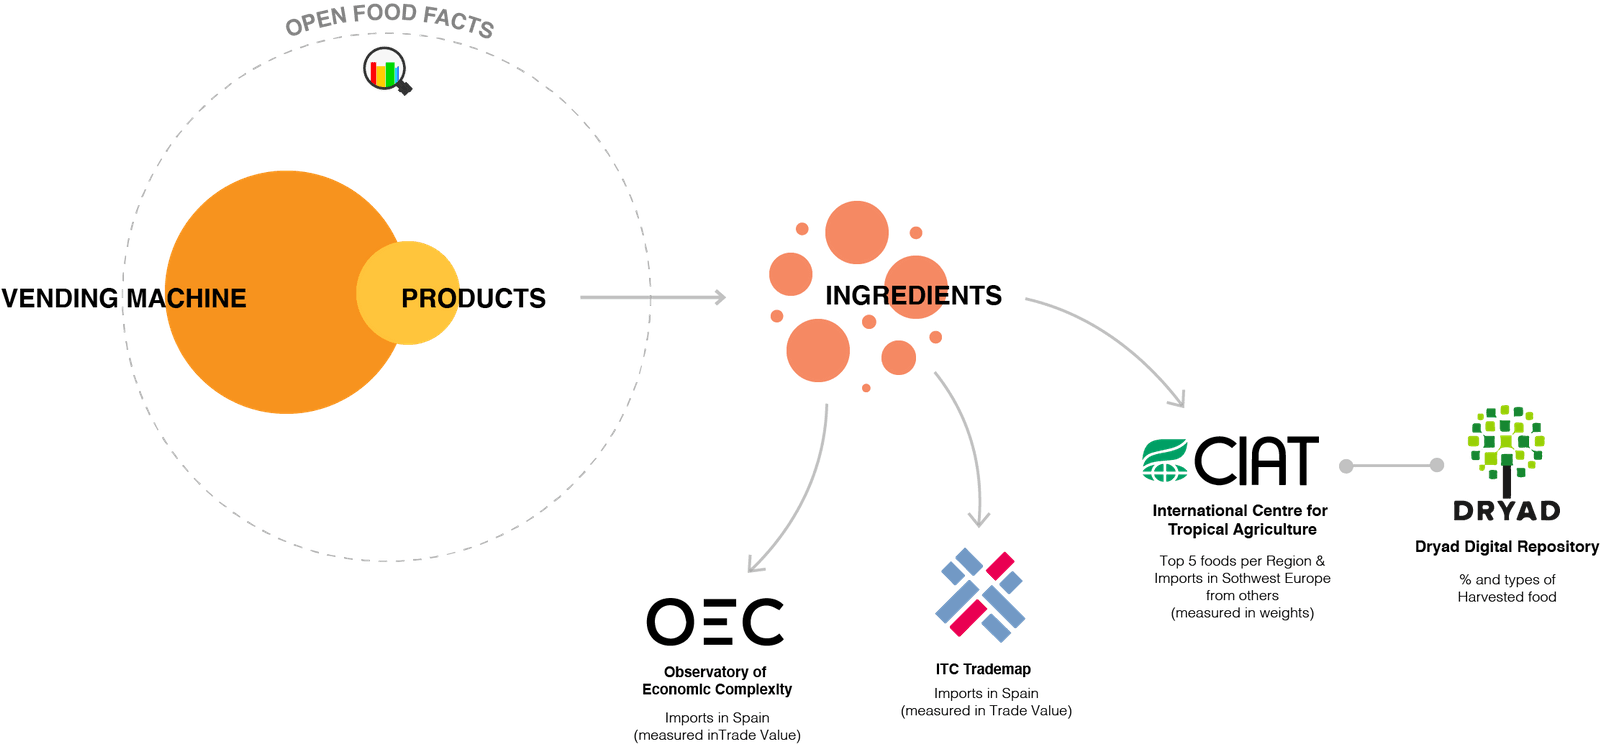 OPEN FOOD FACTS
VENDING MACHINE
PRODUCTS
INGREDIENTS
OEC
Observatory of
Economic Complexity
Imports in Spain
(measured inTrade Value)
ITC Trademap
Imports in Spain
(measured in Trade Value)
CIAT
International Centre for
Tropical Agriculture
Top 5 foods per Region &
Imports in Sothwest Europe
from others
(measured in weights)
DRYAD
Dryad Digital Repository
% and types of
Harvested food